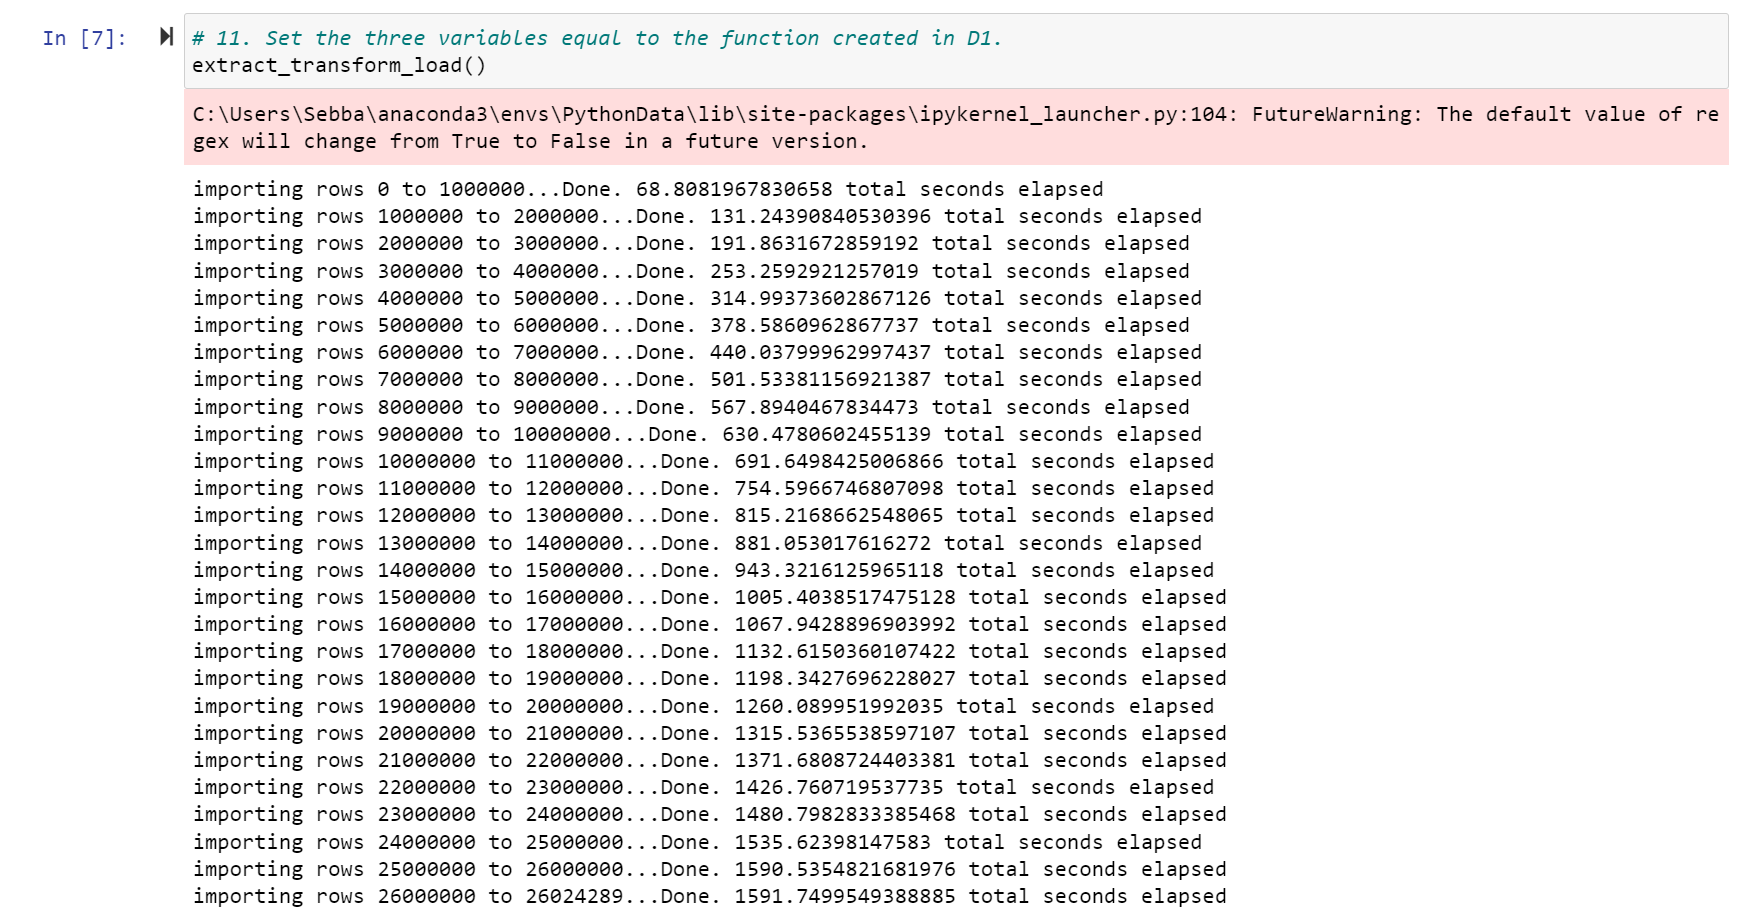 In [7]:
# 11. Set the three variables equal to the function created in D1.
extract_transform_load()
C:\Users\Sebba\anaconda3\envs\PythonData\lib\site-packages\ipykernel_launcher.py:104: FutureWarning: The default value of re
gex will change from True to False in a future version.
importing rows 0 to 1000000...Done. 68.8081967830658 total seconds elapsed
importing rows 1000000 to 2000000...Done. 131.24390840530396 total seconds elapsed
importing rows 2000000 to 3000000...Done. 191.8631672859192 total seconds elapsed
importing rows 3000000 to 4000000...Done. 253.2592921257019 total seconds elapsed
importing rows 4000000 to 5000000...Done. 314.99373602867126 total seconds elapsed
importing rows 5000000 to 6000000...Done. 378.5860962867737 total seconds elapsed
importing rows 6000000 to 7000000...Done. 440.03799962997437 total seconds elapsed
importing rows 7000000 to 8000000...Done. 501.53381156921387 total seconds elapsed
importing rows 8000000 to 9000000...Done. 567.8940467834473 total seconds elapsed
importing rows 9000000 to 10000000...Done. 630.4780602455139 total seconds elapsed
importing rows 10000000 to 11000000...Done. 691.6498425006866 total seconds elapsed
importing rows 11000000 to 12000000...Done. 754.5966746807098 total seconds elapsed
importing rows 12000000 to 13000000...Done. 815.2168662548065 total seconds elapsed
importing rows 13000000 to 14000000...Done. 881.053017616272 total seconds elapsed
importing rows 14000000 to 15000000...Done. 943.3216125965118 total seconds elapsed
importing rows 15000000 to 16000000...Done. 1005.4038517475128 total seconds elapsed
importing rows 16000000 to 17000000...Done. 1067.9428896903992 total seconds elapsed
importing rows 17000000 to 18000000...Done. 1132.6150360107422 total seconds elapsed
importing rows 18000000 to 19000000...Done. 1198.3427696228027 total seconds elapsed
importing rows 19000000 to 20000000...Done. 1260.089951992035 total seconds elapsed
importing rows 20000000 to 21000000...Done. 1315.5365538597107 total seconds elapsed
importing rows 21000000 to 22000000...Done. 1371.6808724403381 total seconds elapsed
importing rows 22000000 to 23000000...Done. 1426.760719537735 total seconds elapsed
importing rows 23000000 to 24000000...Done. 1480.7982833385468 total seconds elapsed
importing rows 24000000 to 25000000...Done. 1535.62398147583 total seconds elapsed
importing rows 25000000 to 26000000...Done. 1590.5354821681976 total seconds elapsed
importing rows 26000000 to 26024289...Done. 1591.7499549388885 total seconds elapsed